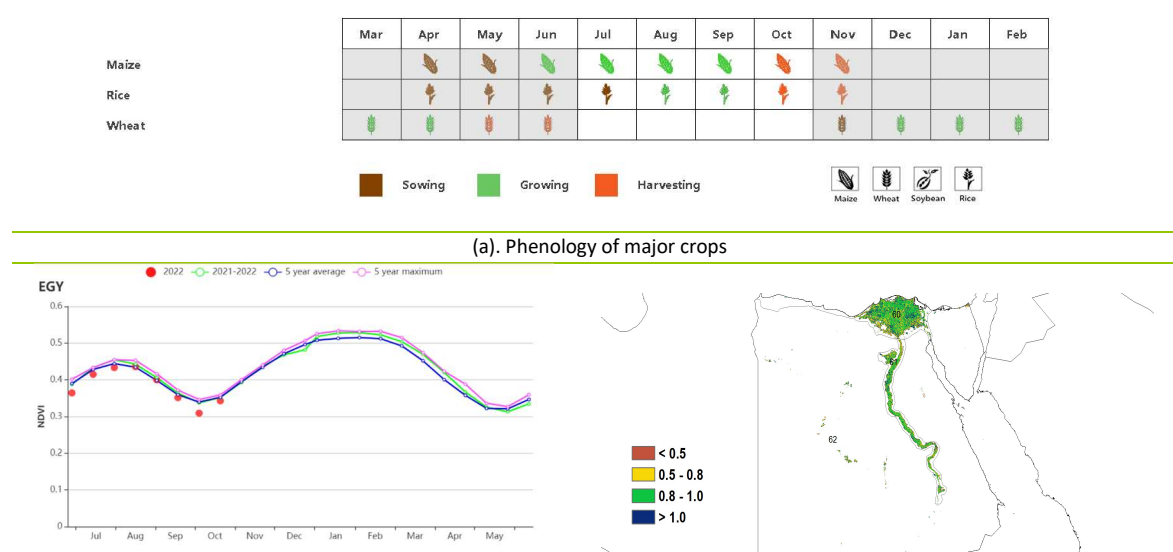 Mar Apr May Jun Jul Aug Sep Oct Nov Dec Jan Feb
Maize
Rice
Wheat
Sowing Growing Harvesting
Maize Wheat Soybean Rice
(a). Phenology of major crops
2022 2021-2022 5 year average 5 year maximum
EGY
0.6
0.5
0.4
0.3
0.2
0.1
0
NDVI
Jul Aug Sep Oct Nov Dec Jan Feb Mar Apr May
60
62
< 0.5
0.5 - 0.8
0.8 - 1.0
> 1.0